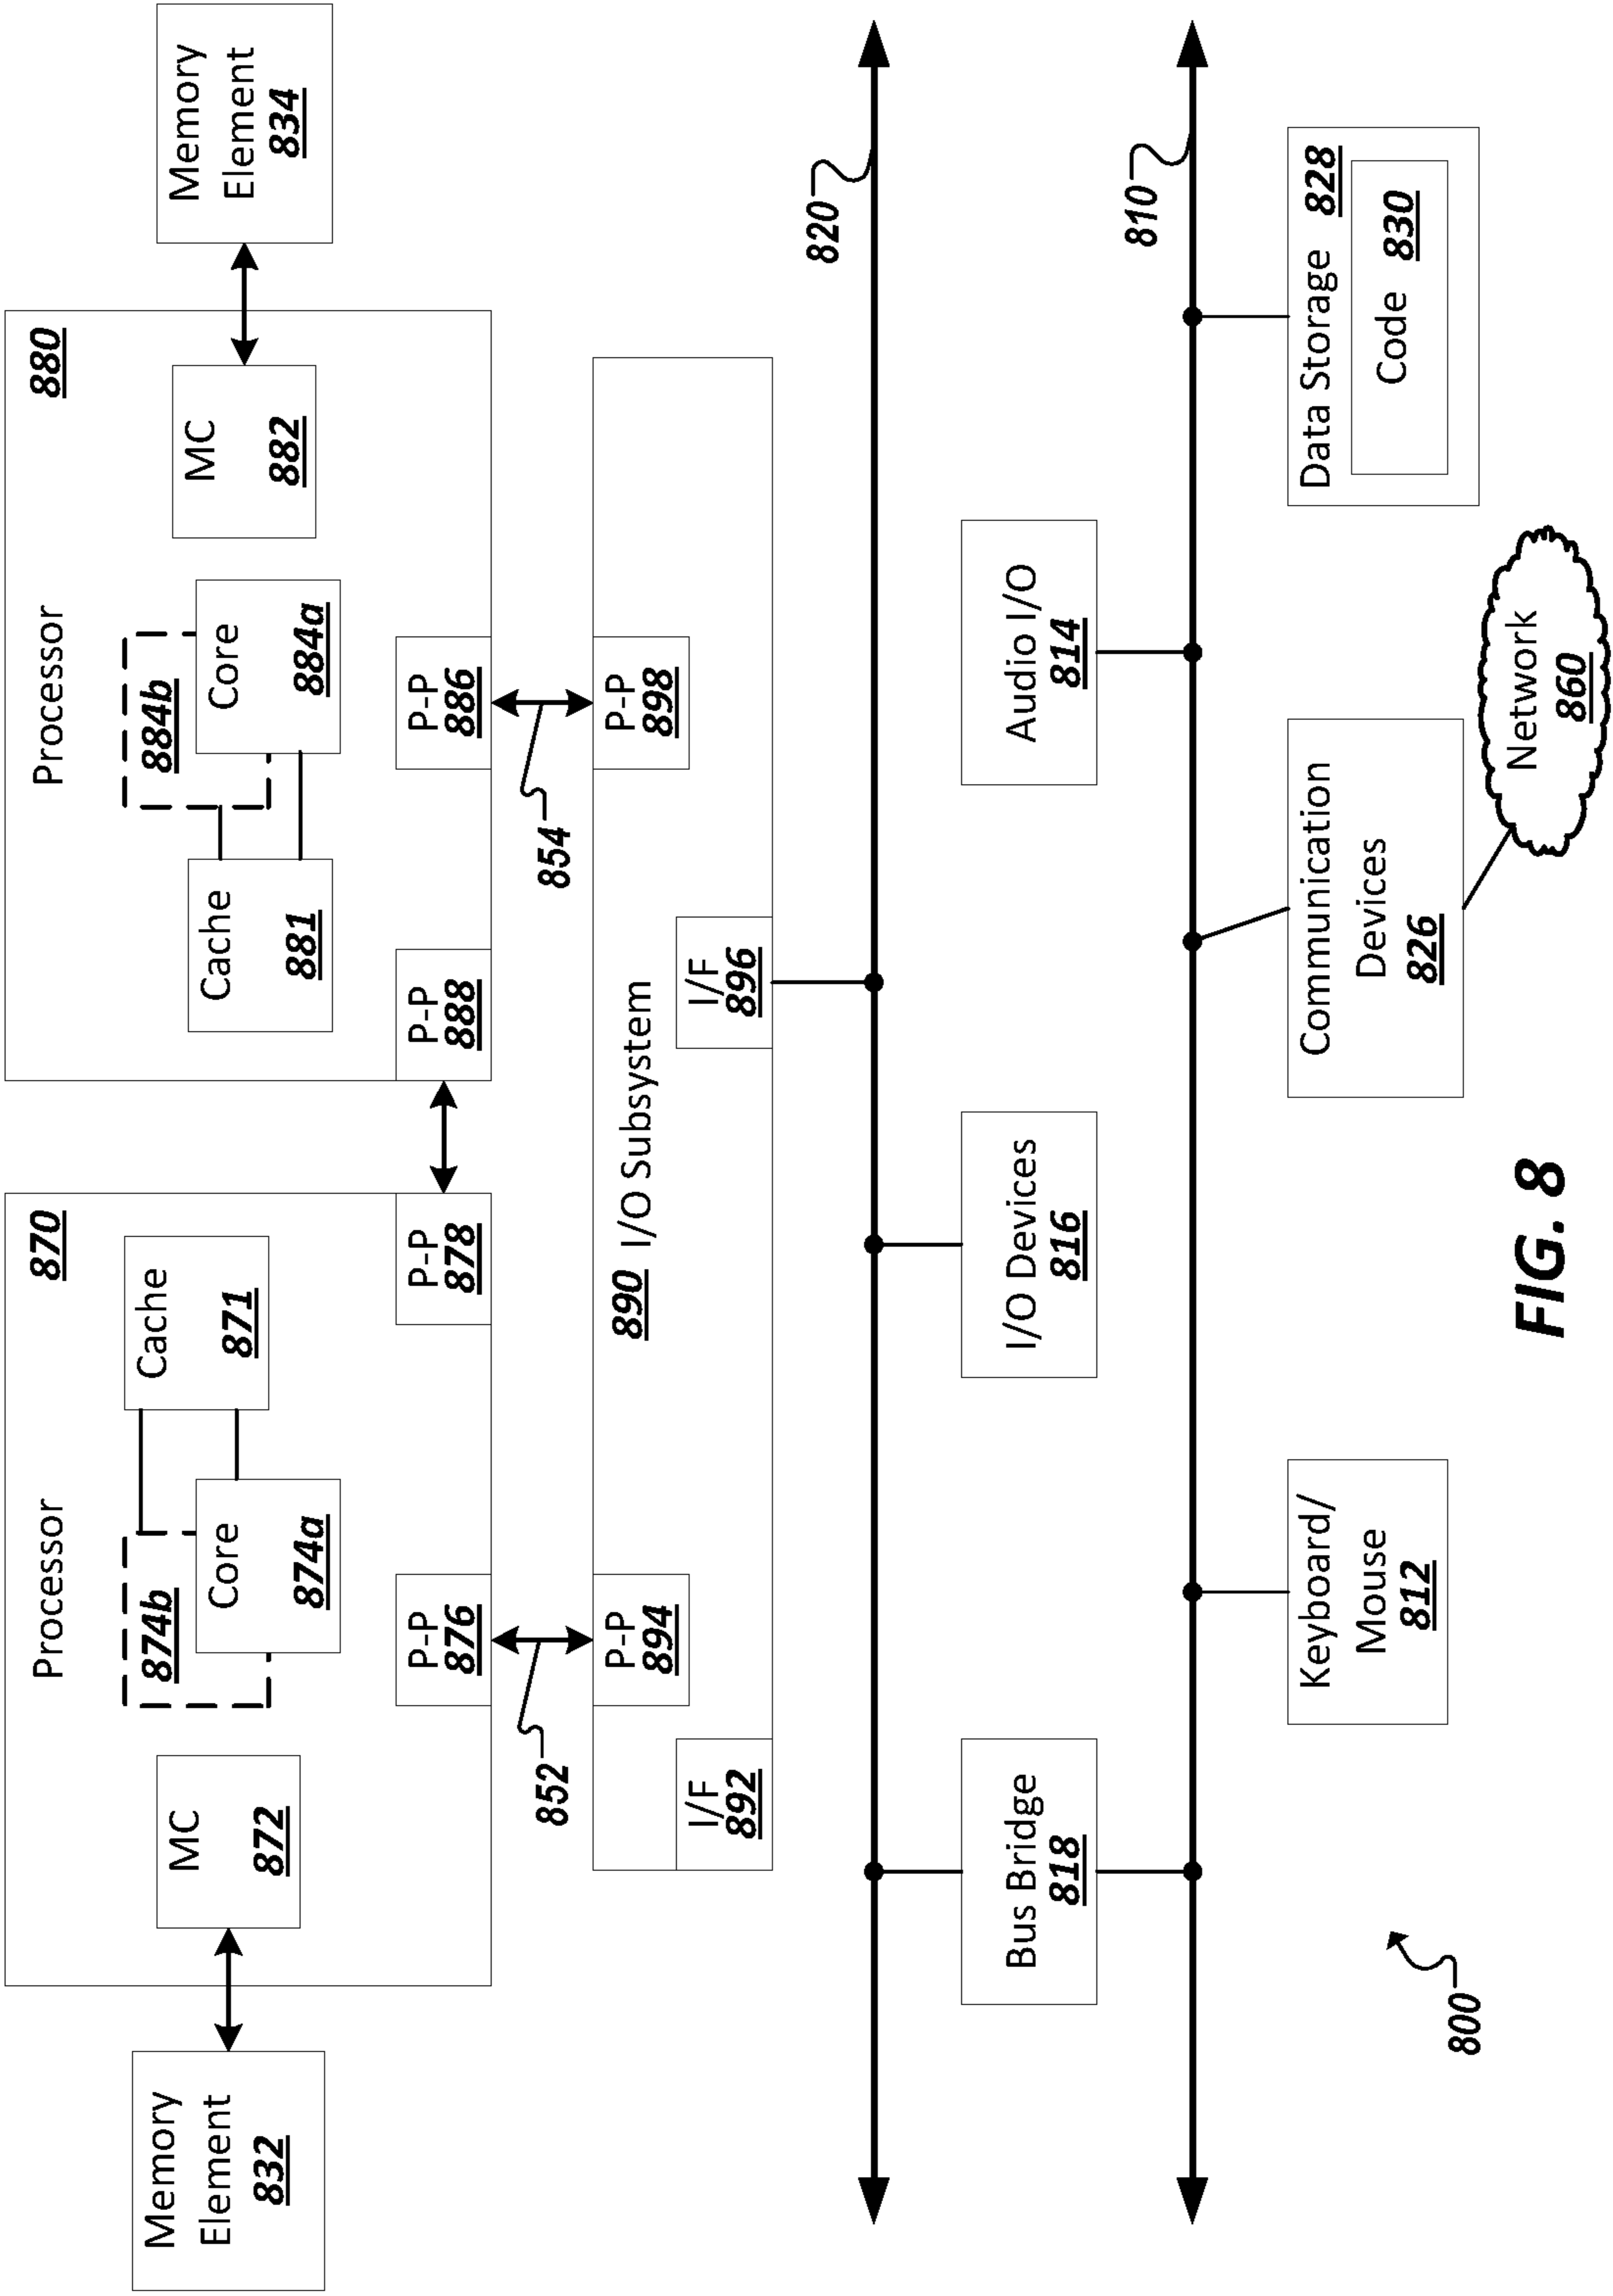 Processor
870
Processor
880
Memory
Element
832
MC
872
874b
Core
874a
Cache
871
Cache
881
884b
Core
884a
MC
882
Memory
Element
834
P-P
876
P-P
878
P-P
888
P-P
886
852
854
P-P
894
890 I/O Subsystem
P-P
898
I/F
892
I/F
896
820
Bus Bridge
818
I/O Devices
816
Audio I/O
814
810
Keyboard/
Mouse
812
Communication
Devices
826
Data Storage 828
Code 830
Network
860
800
FIG. 8